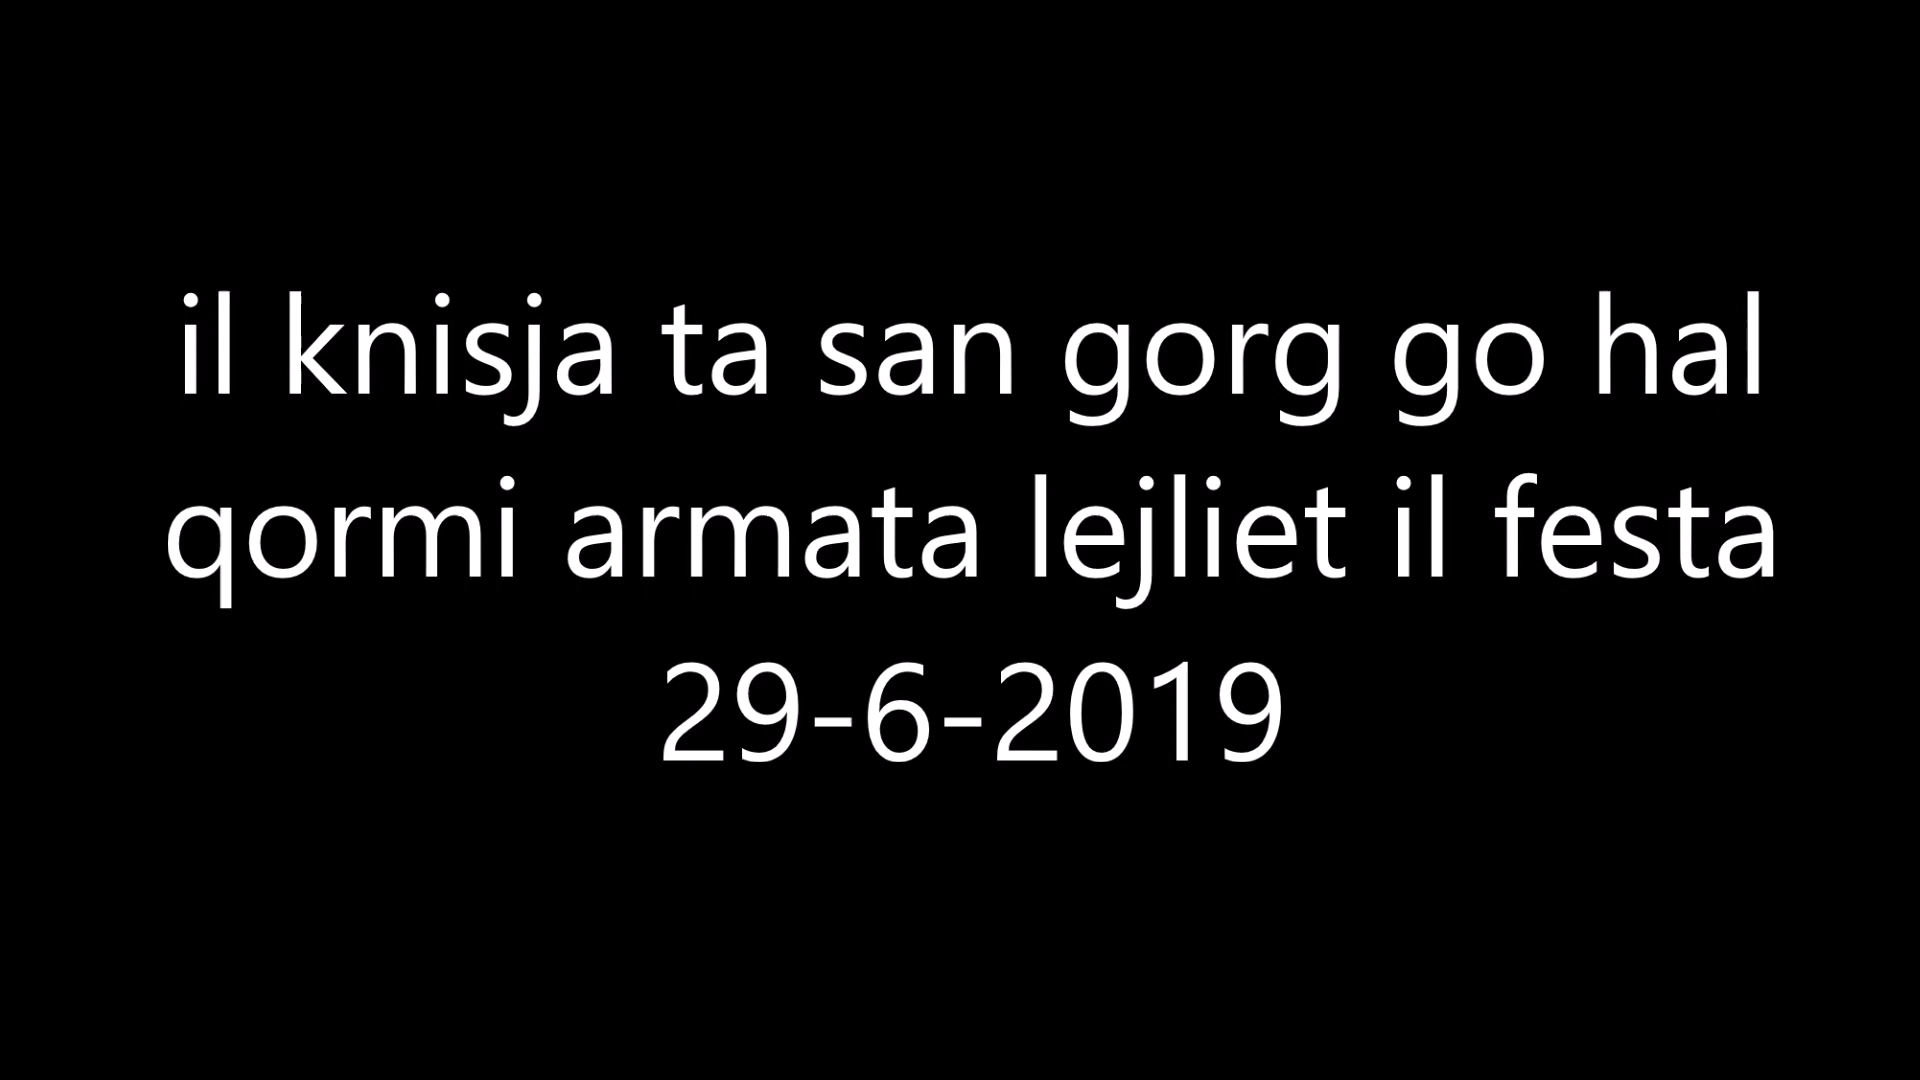 il knisja ta san gorg go hal
qormi armata lejliet il festa
29-6-2019